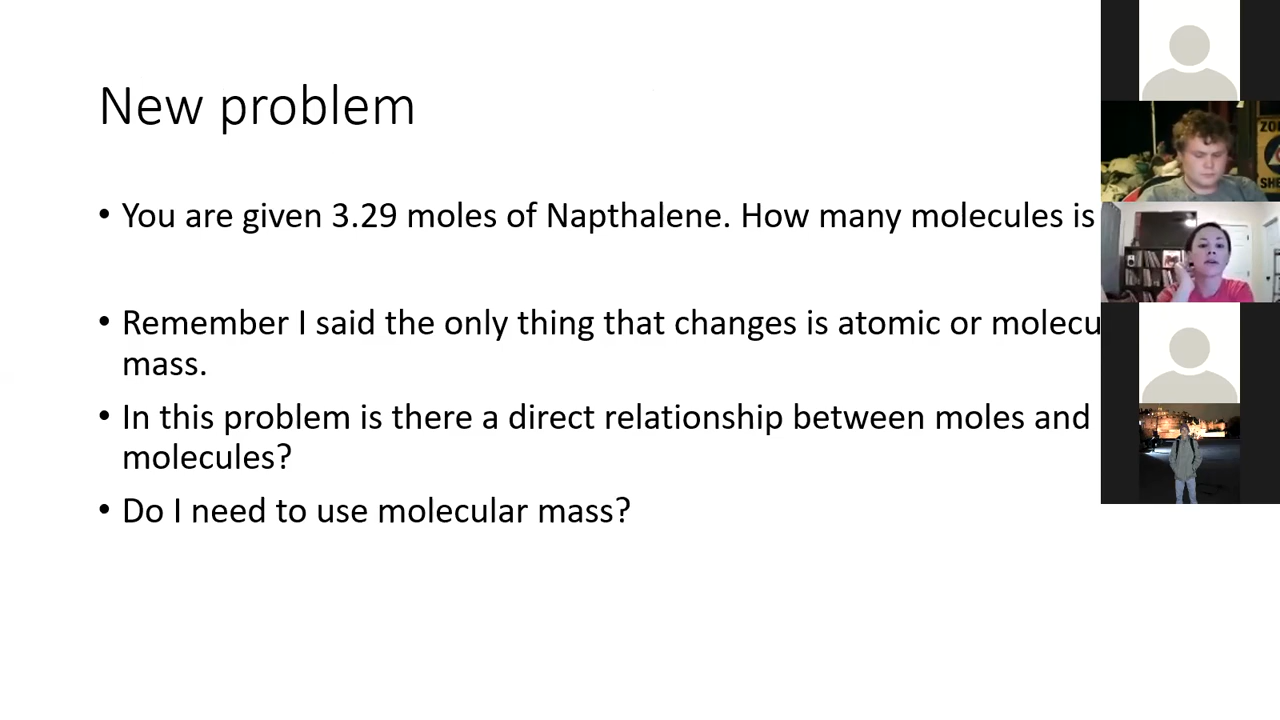 New problem
• You are given 3.29 moles of Napthalene. How many molecules is
• Remember I said the only thing that changes is atomic or molecu
mass.
• In this problem is there a direct relationship between moles and
molecules?
• Do I need to use molecular mass?
ZO
SHE